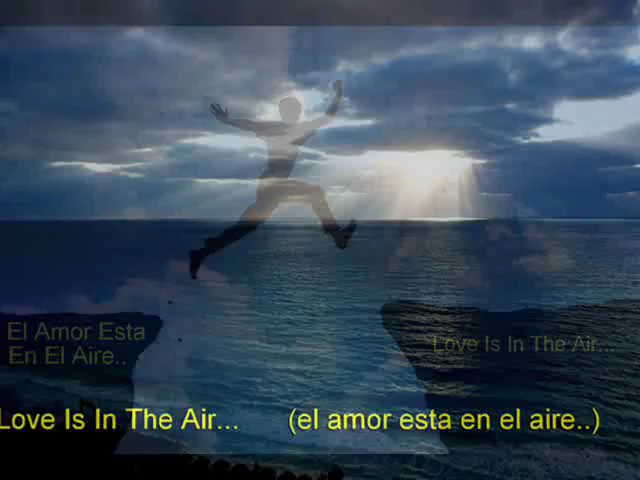 El Amor Esta
En El Aire..
Love Is In The Air...
Love Is In The Air...
(el amor esta en el aire..)